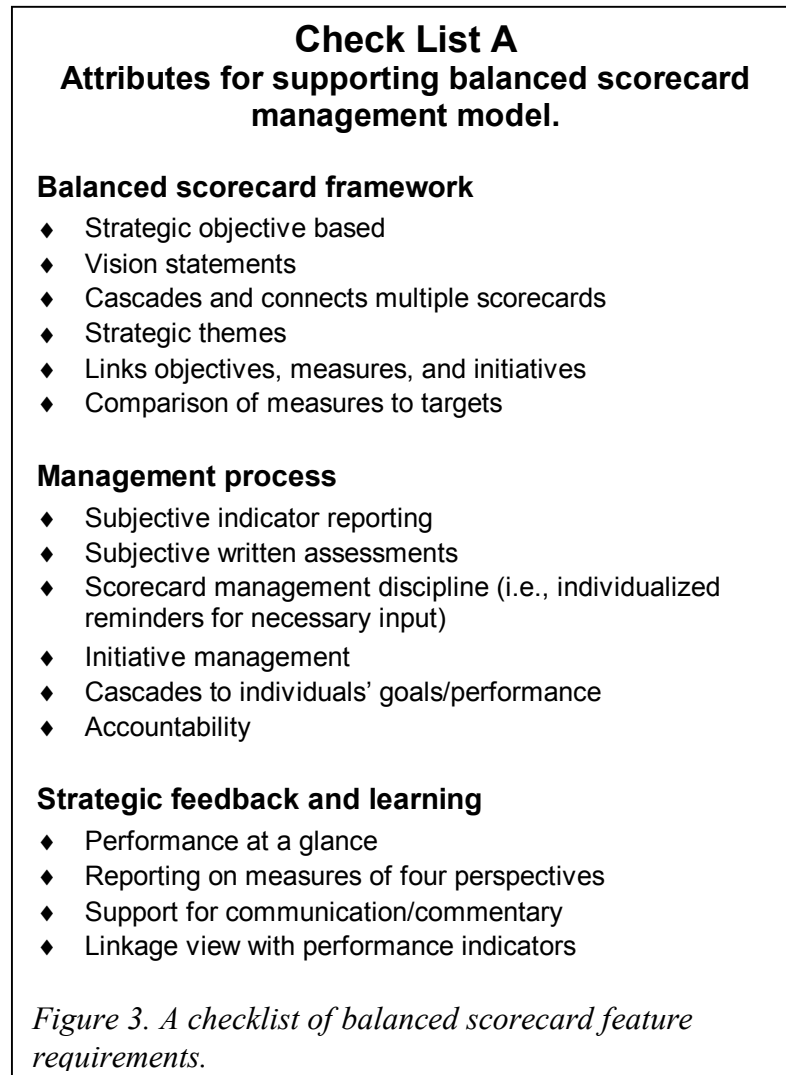 Check List A
Attributes for supporting balanced scorecard
management model.
Balanced scorecard framework
♦ Strategic objective based
♦ Vision statements
♦ Cascades and connects multiple scorecards
♦ Strategic themes
♦ Links objectives, measures, and initiatives
♦ Comparison of measures to targets
Management process
♦ Subjective indicator reporting
♦ Subjective written assessments
♦ Scorecard management discipline (i.e., individualized
reminders for necessary input)
♦ Initiative management
♦ Cascades to individuals’ goals/performance
♦ Accountability
Strategic feedback and learning
♦ Performance at a glance
♦ Reporting on measures of four perspectives
♦ Support for communication/commentary
♦ Linkage view with performance indicators
Figure 3. A checklist of balanced scorecard feature
requirements.